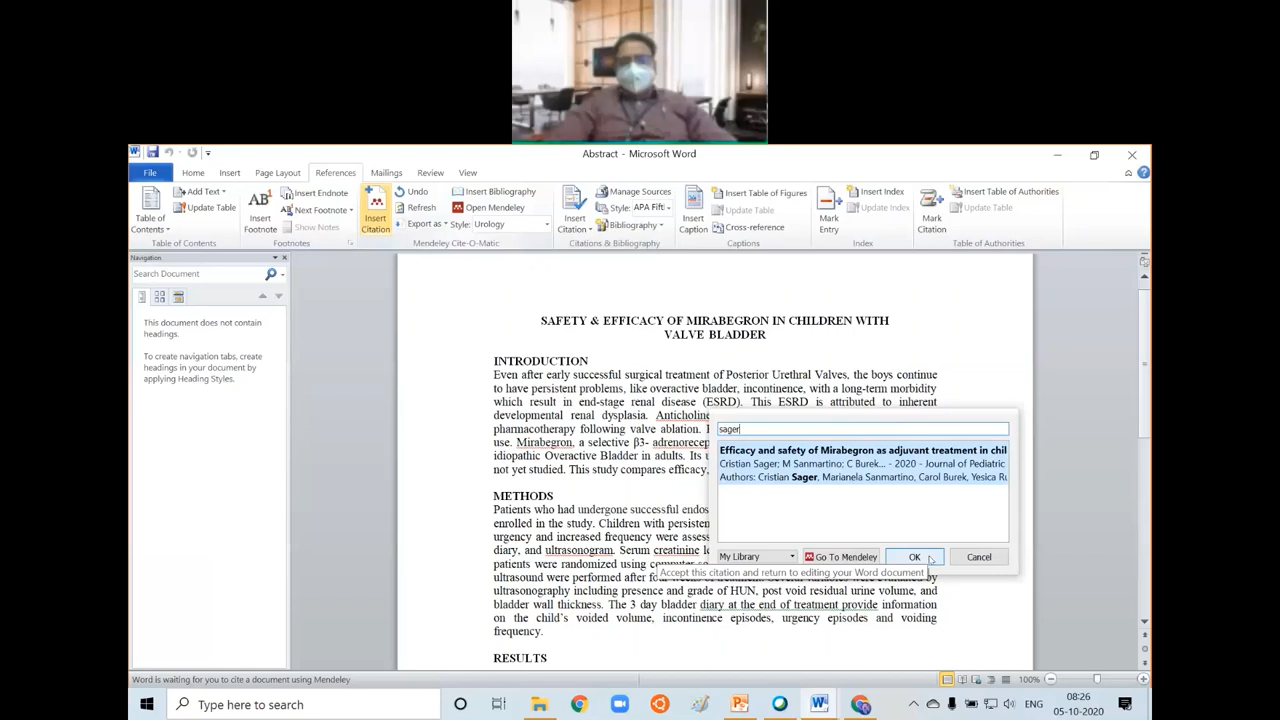 Abstract - Microsoft Word
File Home Insert Page Layout References Mailings Review View
Table of Contents
Add Text
Update Table
Table of Contents
AB¹
Insert Footnote
Insert Endnote
Next Footnote
Show Notes
Footnotes
Insert Citation
Undo
Refresh
Export as
Insert Bibliography
Open Mendeley
Style: Urology
Mendeley Cite-O-Matic
Insert Citation
Manage Sources
Style: APA Fift
Bibliography
Citations & Bibliography
Insert Caption
Insert Table of Figures
Update Table
Cross-reference
Captions
Mark Entry
Insert Index
Update Index
Index
Mark Citation
Insert Table of Authorities
Update Table
Table of Authorities
Navigation
Search Document
This document does not contain
headings.
To create navigation tabs, create
headings in your document by
applying Heading Styles.
SAFETY & EFFICACY OF MIRABEGRON IN CHILDREN WITH
VALVE BLADDER
INTRODUCTION
Even after early successful surgical treatment of Posterior Urethral Valves, the boys continue
to have persistent problems, like overactive bladder, incontinence, with a long-term morbidity
which result in end-stage renal disease (ESRD). This ESRD is attributed to inherent
developmental renal dysplasia. Anticholine
pharmacotherapy following valve ablation.
use. Mirabegron, a selective β3- adrenorecep
idiopathic Overactive Bladder in adults. Its u
not yet studied. This study compares efficacy,
METHODS
Patients who had undergone successful endos
enrolled in the study. Children with persisten
urgency and increased frequency were assess
diary, and ultrasonogram. Serum creatinine le
patients were randomized using compu
ultrasound were performed after four weeks of treatment. Several variables were evaluated by
ultrasonography including presence and grade of HUN, post void residual urine volume, and
bladder wall thickness. The 3 day bladder diary at the end of treatment provide information
on the child's voided volume, incontinence episodes, urgency episodes and voiding
frequency.
RESULTS
sager
Efficacy and safety of Mirabegron as adjuvant treatment in chil
Cristian Sager; M Sanmartino; C Burek... - 2020 - Journal of Pediatric
Authors: Cristian Sager, Marianela Sanmartino, Carol Burek, Yesica Ru
My Library Go To Mendeley OK Cancel
Accept this citation and return to editing your Word document
Word is waiting for you to cite a document using Mendeley
100%
Type here to search
ENG
08:26
05-10-2020